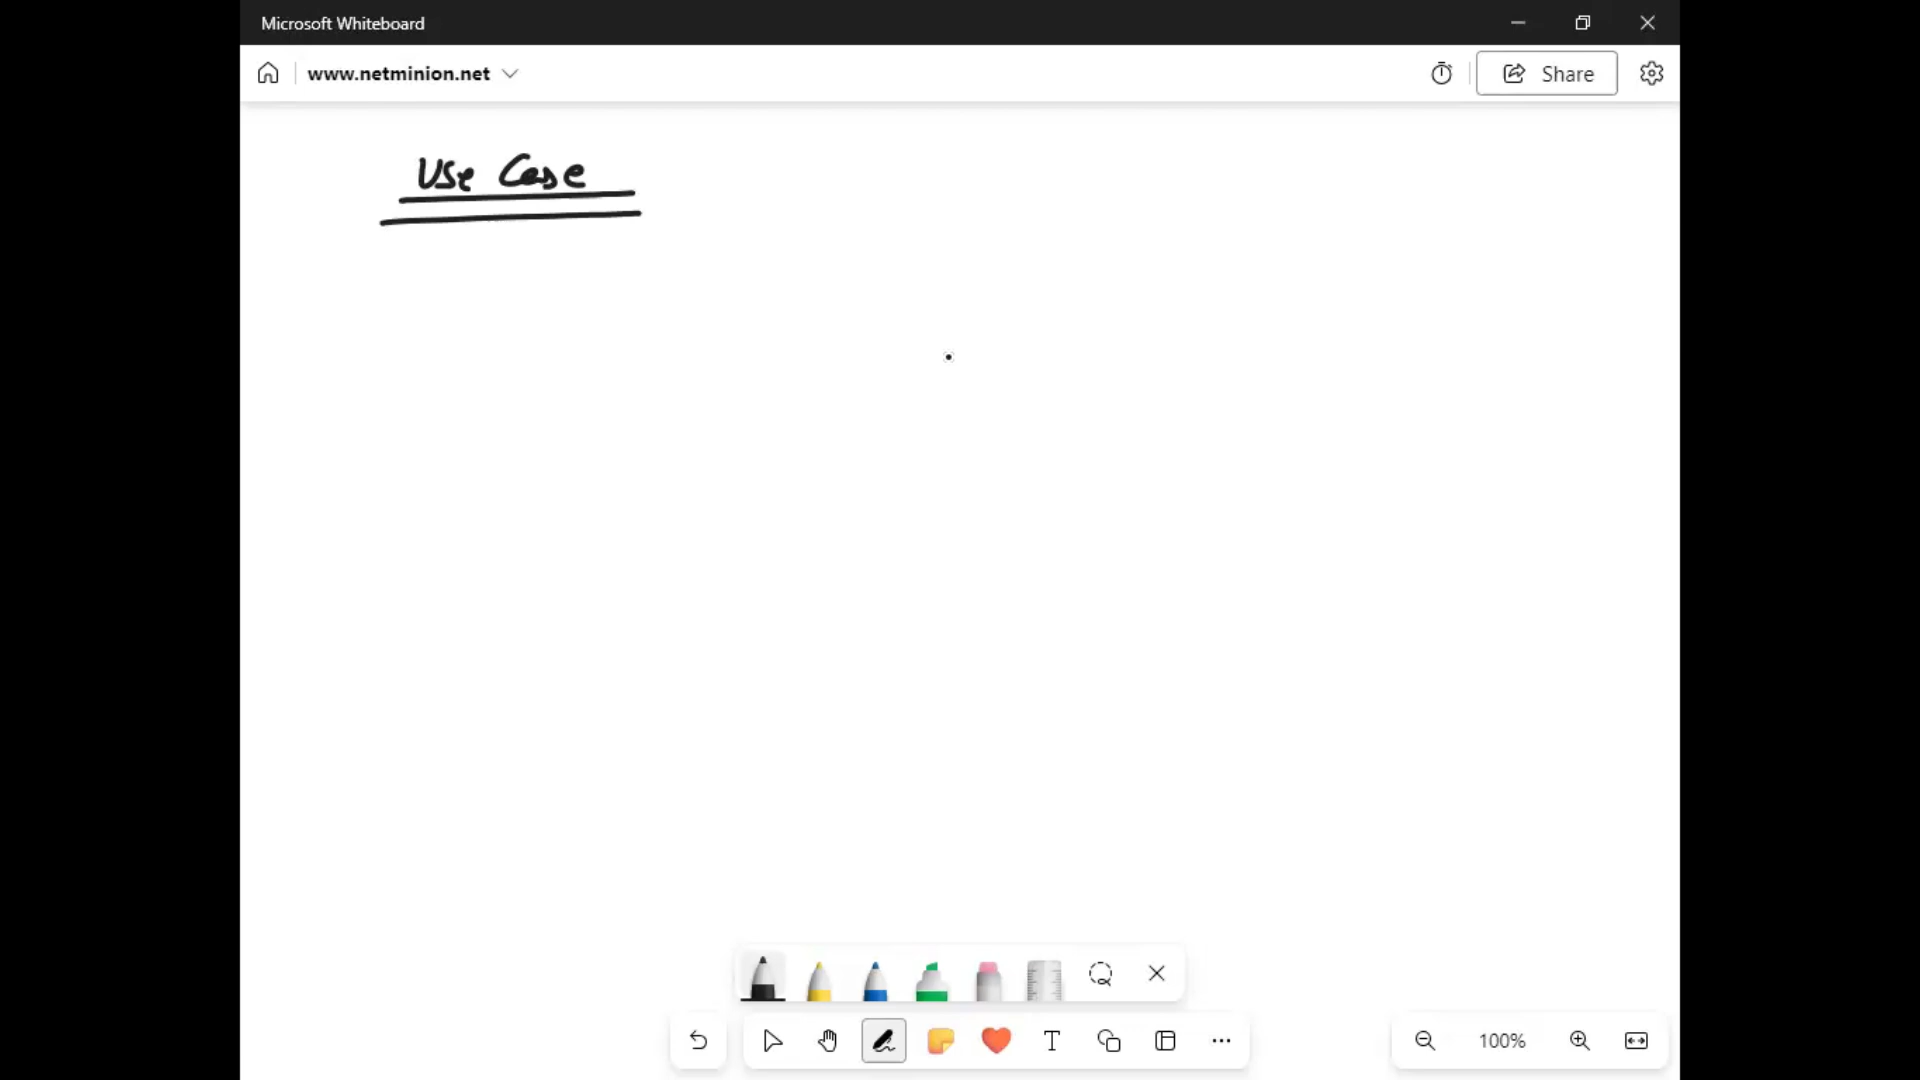 Microsoft Whiteboard
www.netminion.net
Share
Use Case
T
100%